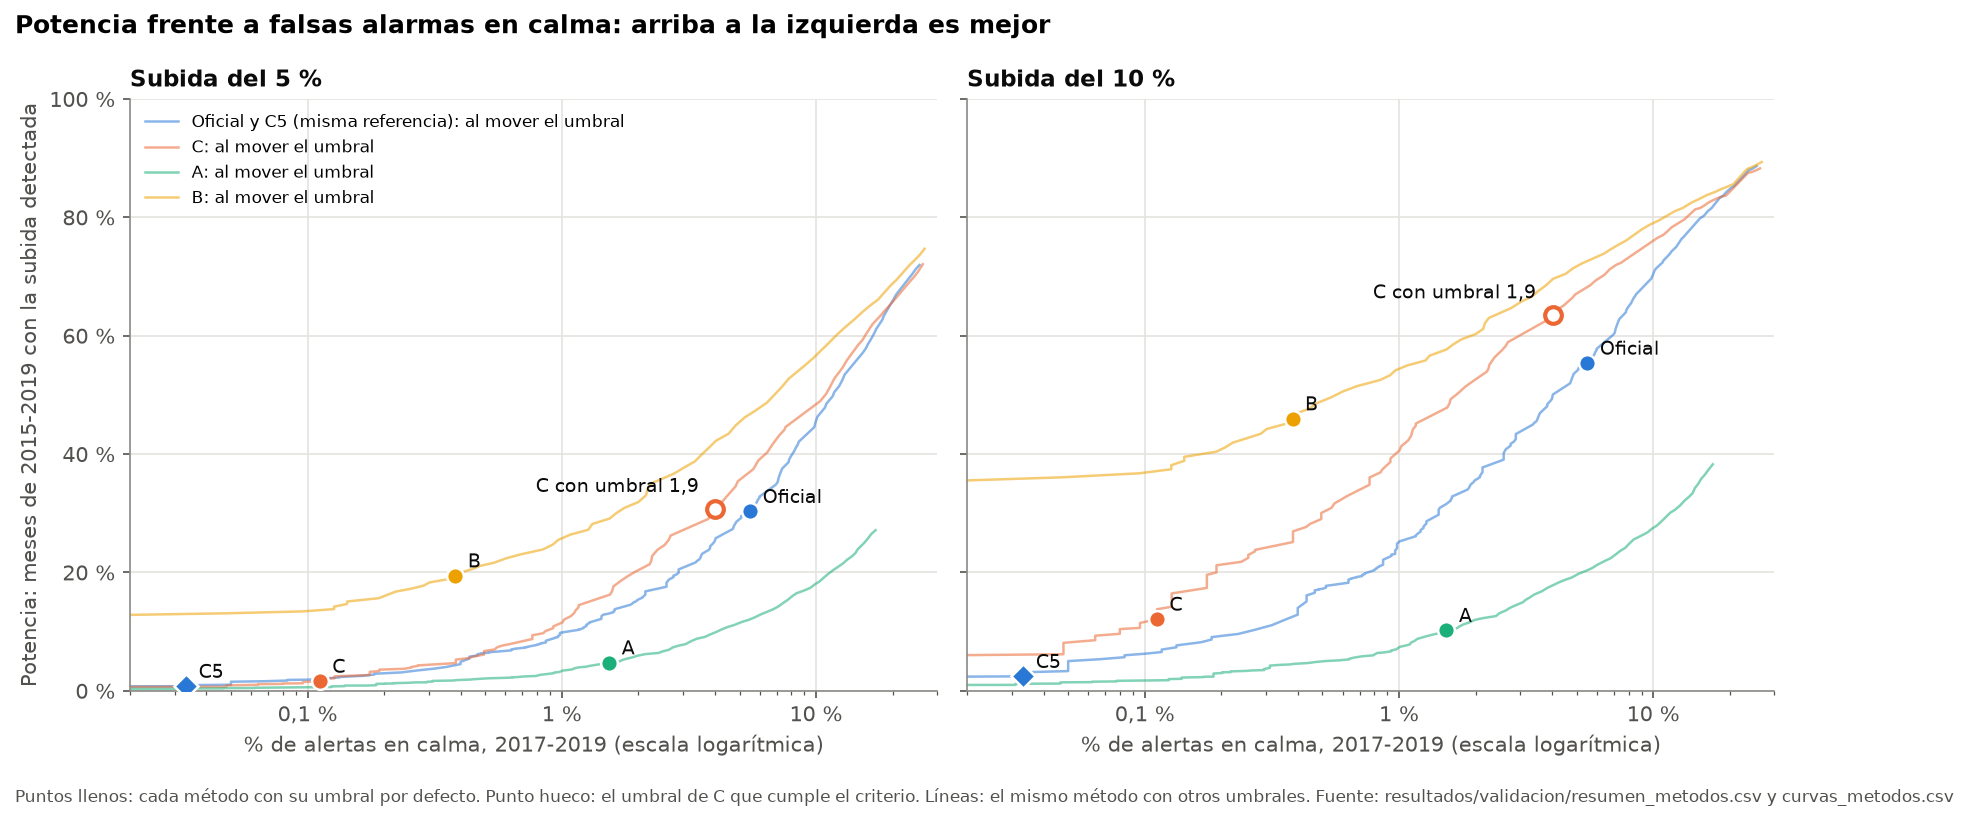 Potencia frente a falsas alarmas en calma: arriba a la izquierda es mejor
Subida del 5 %
Potencia: meses de 2015-2019 con la subida detectada
100 %
80 %
60 %
40 %
20 %
0 %
Oficial y C5 (misma referencia): al mover el umbral
C: al mover el umbral
A: al mover el umbral
B: al mover el umbral
C con umbral 1,9
Oficial
B
A
C
C5
0,1 %
1 %
10 %
% de alertas en calma, 2017-2019 (escala logarítmica)
Subida del 10 %
C con umbral 1,9
Oficial
B
C
A
C5
0,1 %
1 %
10 %
% de alertas en calma, 2017-2019 (escala logarítmica)
Puntos llenos: cada método con su umbral por defecto. Punto hueco: el umbral de C que cumple el criterio. Líneas: el mismo método con otros umbrales. Fuente: resultados/validacion/resumen_metodos.csv y curvas_metodos.csv